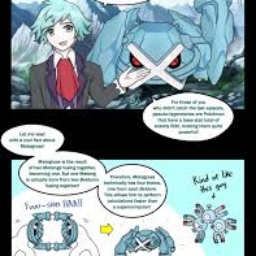 For those of you
who didn't catch the last episode,
pseudo-legendaries are Pokémon
that have a base stat total of
exactly 600, making them quite
powerful!
Let me lead
with a cool fact about
Metagross!
Metagross is the result
of two Metangs fusing together,
becoming one. But one Metang
is actually born from two Beldums
fusing together!
Therefore, Metagross
technically has four brains,
one from each Beldum.
This allows him to perform
calculations faster than
a supercomputer!
Kind of like
this guy
Fuuu-sion HAA!!